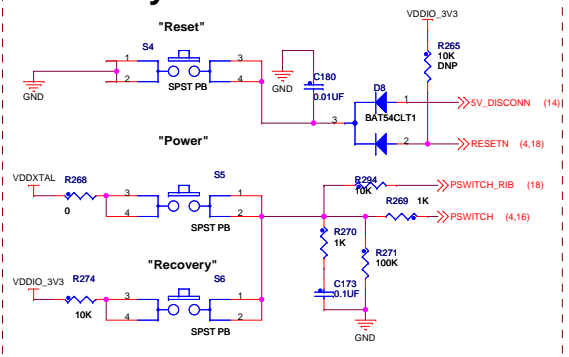 "Reset"
VDDIO_3V3
S4
1
3
2
4
SPST PB
GND
GND
C180
0.01UF
R265
10K
DNP
D8
1
5V_DISCONN (14)
BAT54CLT1
3
2
RESETN (4,18)
"Power"
VDDXTAL
R268
0
S5
3
1
4
2
SPST PB
R294
10K
PSWITCH_RIB (18)
R269
1K
PSWITCH (4,16)
R270
1K
R271
100K
C173
0.1UF
GND
"Recovery"
VDDIO_3V3
R274
10K
S6
3
1
4
2
SPST PB